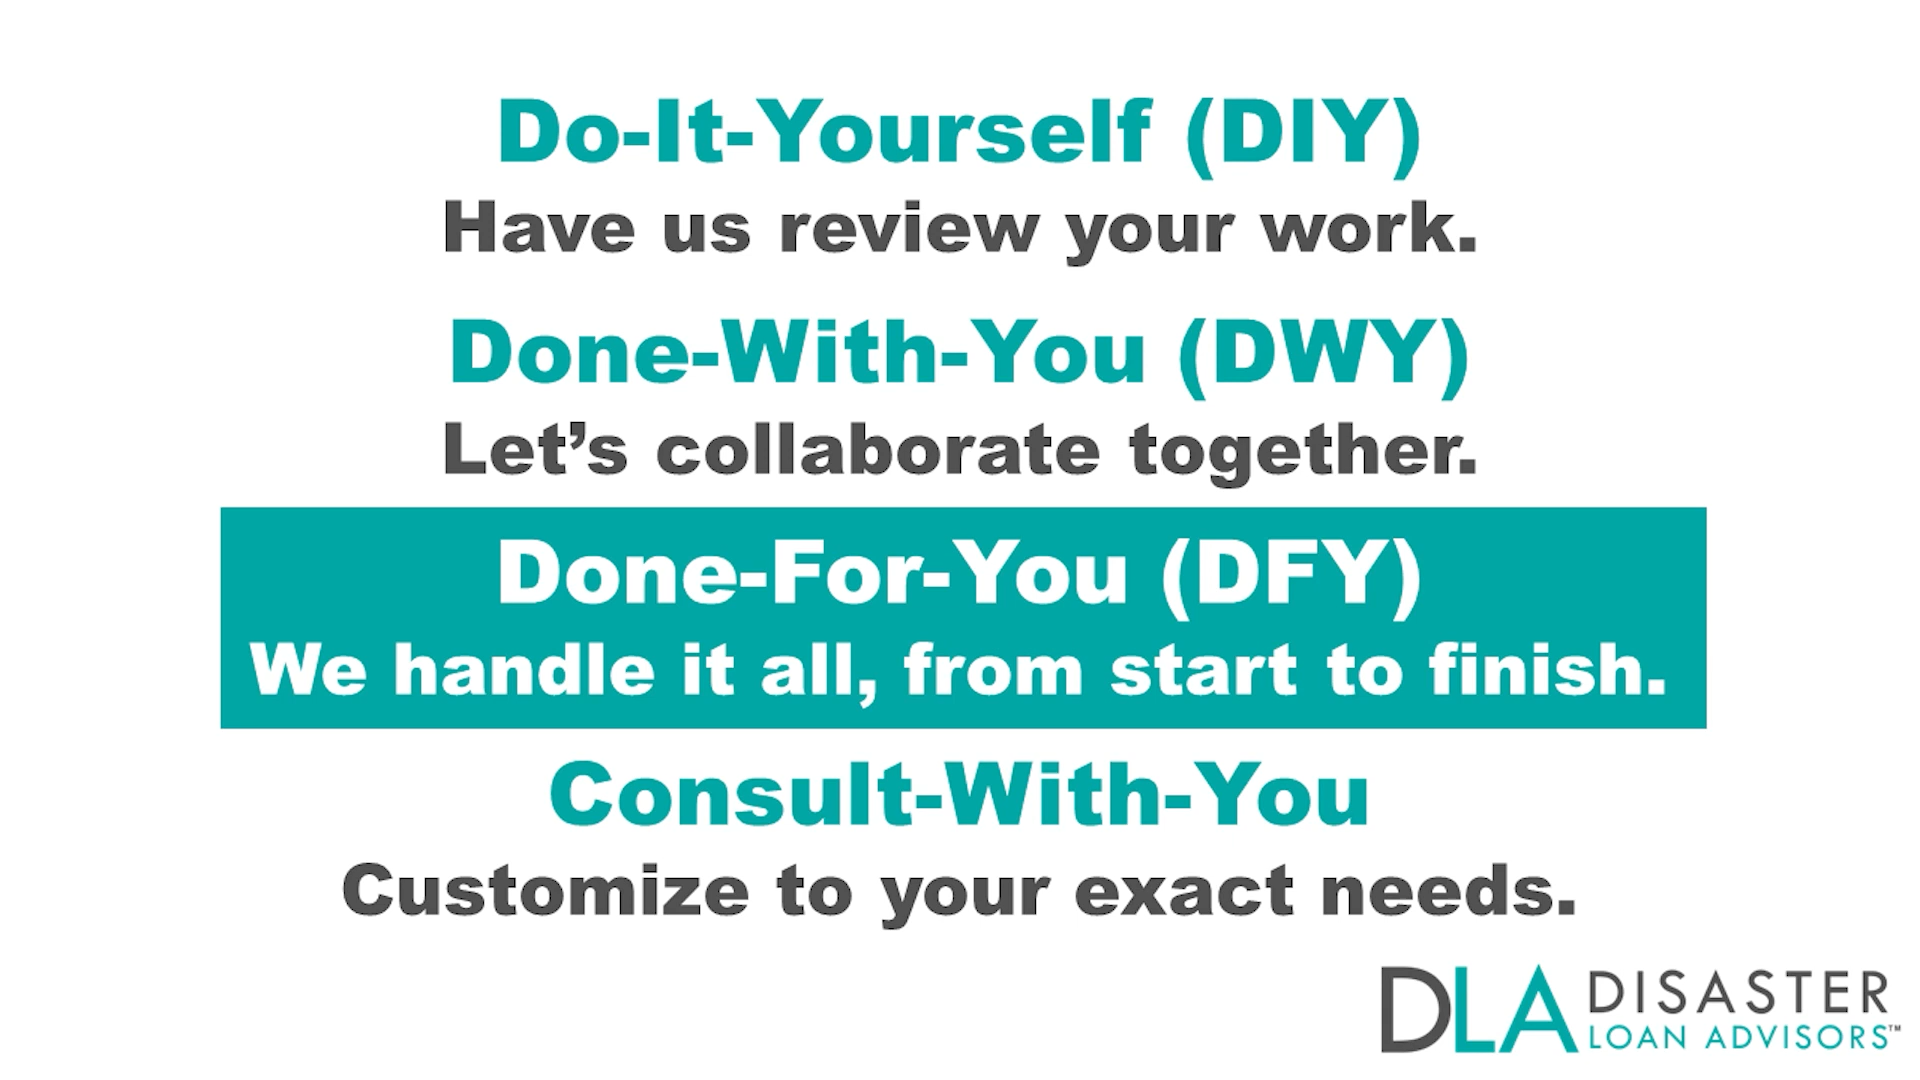 Do-It-Yourself (DIY)
Have us review your work.
Done-With-You (DWY)
Let’s collaborate together.
Done-For-You (DFY)
We handle it all, from start to finish.
Consult-With-You
Customize to your exact needs.
DLA DISASTER
LOAN ADVISORS™